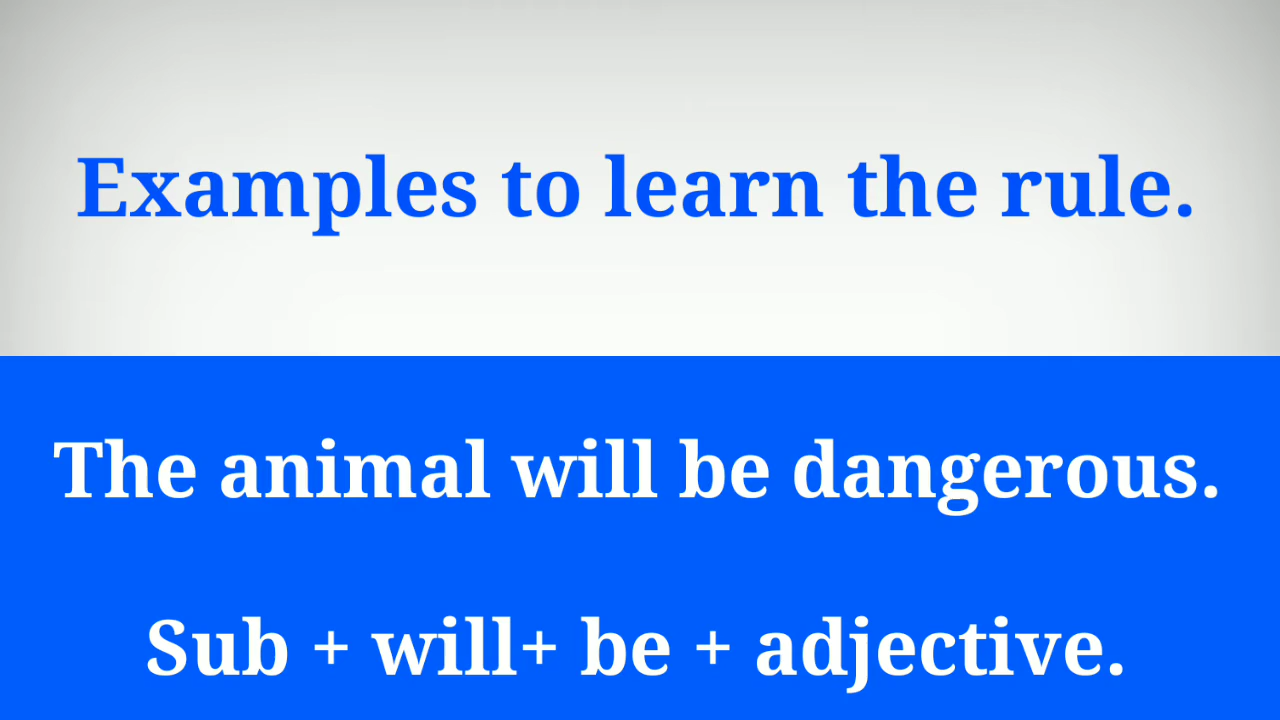 Examples to learn the rule.
The animal will be dangerous.
Sub + will+ be + adjective.